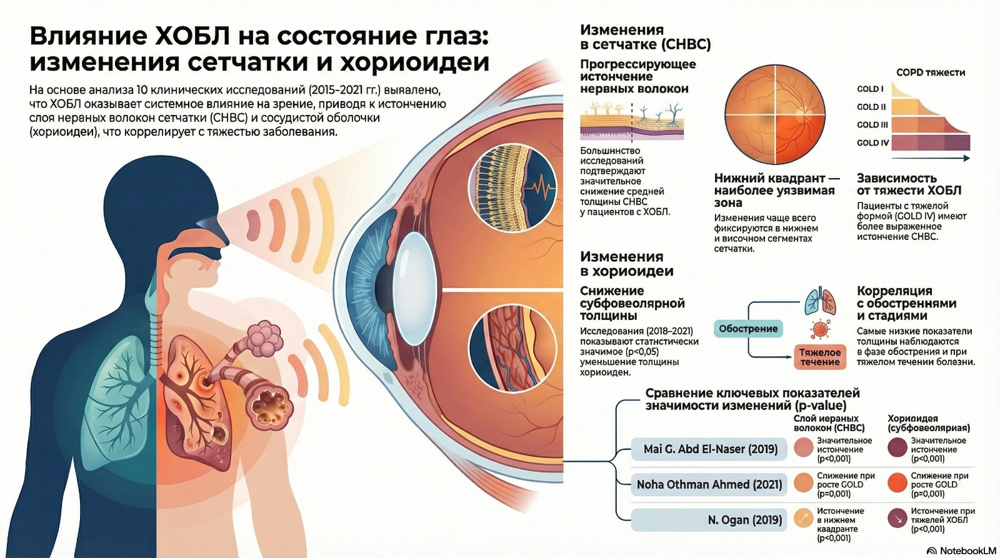 Влияние ХОБЛ на состояние глаз:
изменения сетчатки и хориоидеи
На основе анализа 10 клинических исследований (2015–2021 гг.) выявлено,
что ХОБЛ оказывает системное влияние на зрение, приводя к истончению
слоя нервных волокон сетчатки (СНВС) и сосудистой оболочки
(хориоидеи), что коррелирует с тяжестью заболевания.
Изменения
в сетчатке (СНВС)
Прогрессирующее
истончение
нервных волокон
Большинство
исследований
подтверждают
значительное
снижение средней
толщины СНВС
у пациентов с ХОБЛ.
Нижний квадрант —
наиболее уязвимая
зона
Изменения чаще всего
фиксируются в нижнем
и височном сегментах
сетчатки.
COPD тяжести
GOLD I
GOLD II
GOLD III
GOLD IV
Зависимость
от тяжести ХОБЛ
Пациенты с тяжелой
формой (GOLD IV) имеют
более выраженное
истончение СНВС.
Изменения
в хориоидеи
Снижение
субфовеолярной
толщины
Исследования (2018–2021)
показывают статнстически
значимое (p<0,05)
уменьшение толщины
хориоиден.
Обострение
Тяжелое
течение
Корреляция
с обострениями
и стадиями
Самые низкие показатели
толщины наблюдаются
в фазе обострения и при
тяжелом течении болезни.
Сравнение ключевых показателей
значимости изменений (p-value)
Слой иераных
волокон (СНВС)
Хорипидея
(субфовеоляриая)
Mai G. Abd El-Naser (2019)
Значительное
истончение
(p<0,001)
Значительное
истончение
(p<0,001)
Noha Othman Ahmed (2021)
Спижение при
росте GOLD
(p=0,001)
Спижение при
росте GOLD
(p=0,001)
N. Ogan (2019)
Истончение
в нижнем
квадранте
(p<0,001)
Истончение при
тяжелей ХОБЛ
(p<0,001)
NotebookLM